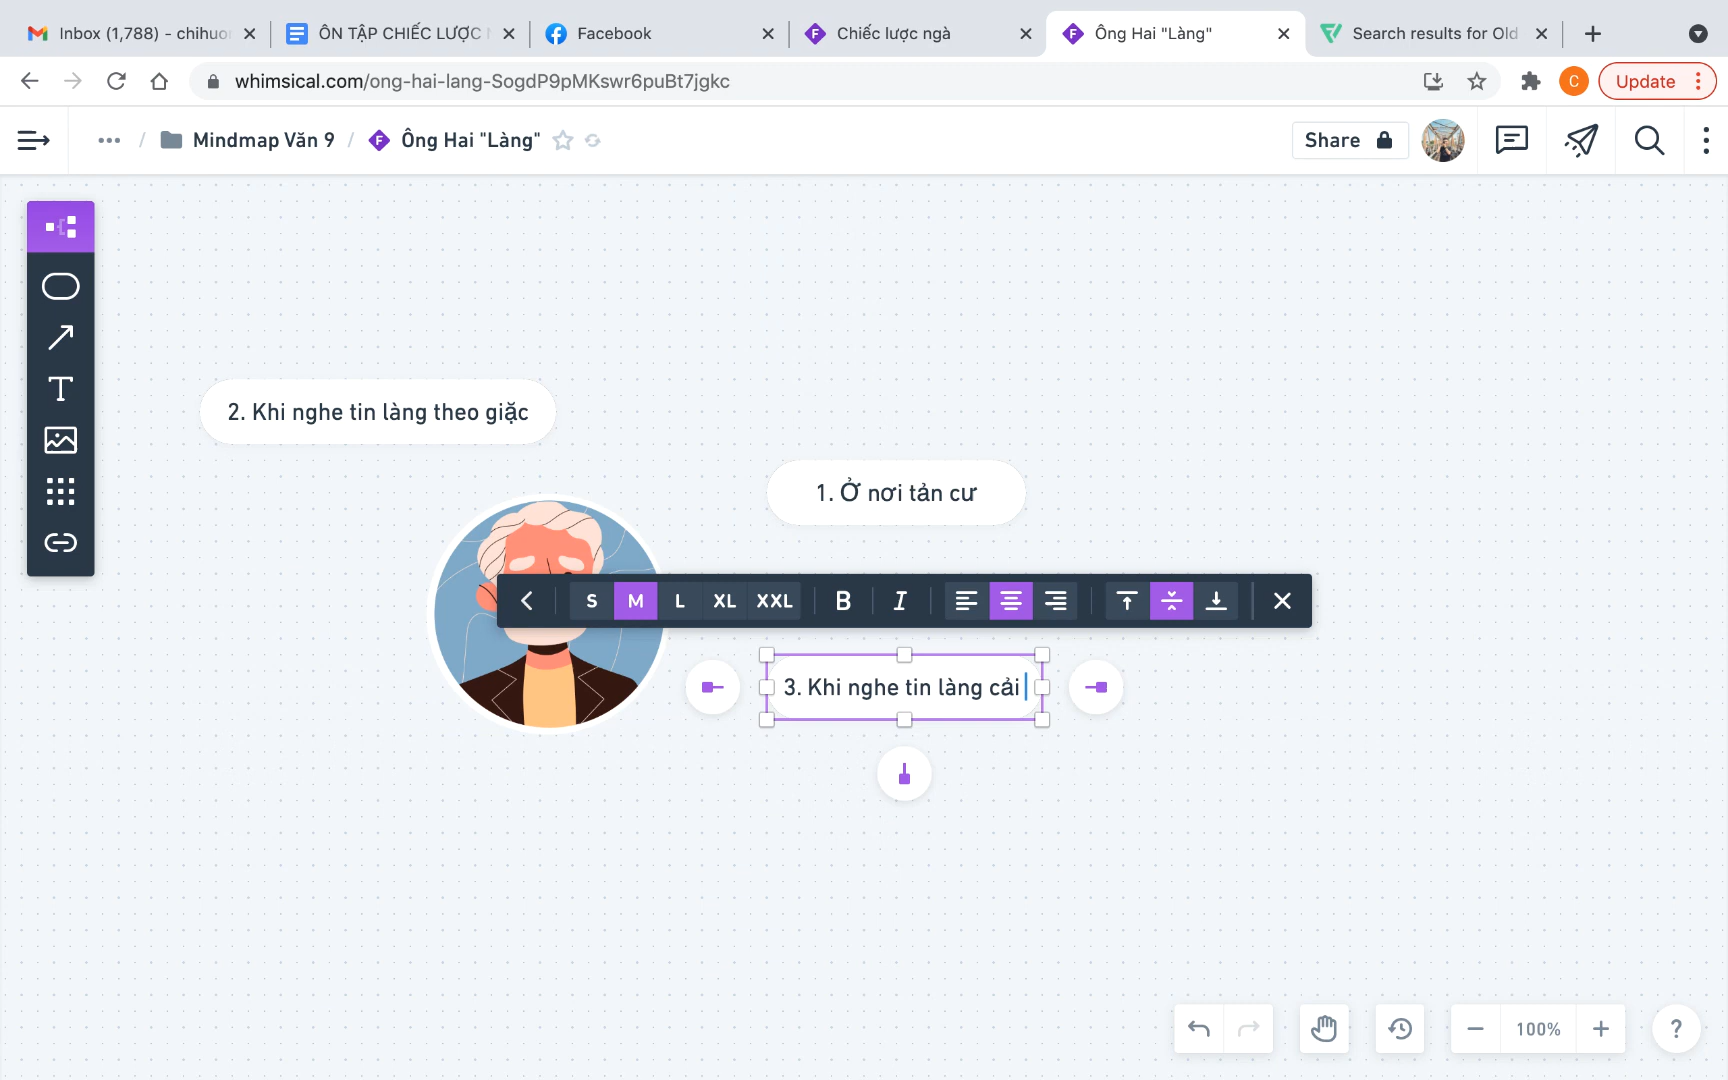 Inbox (1,788) - chihuo
ÔN TẬP CHIẾC LƯỢC
Facebook
Chiếc lược ngà
Ông Hai "Làng"
Search results for Old
whimsical.com/ong-hai-lang-SogdP9pMKswr6puBt7jgkc
C
Update
Mindmap Văn 9
/
Ông Hai "Làng"
Share
T
2. Khi nghe tin làng theo giặc
1. Ở nơi tản cư
S M L XL XXL B I
3. Khi nghe tin làng cải
100%
?